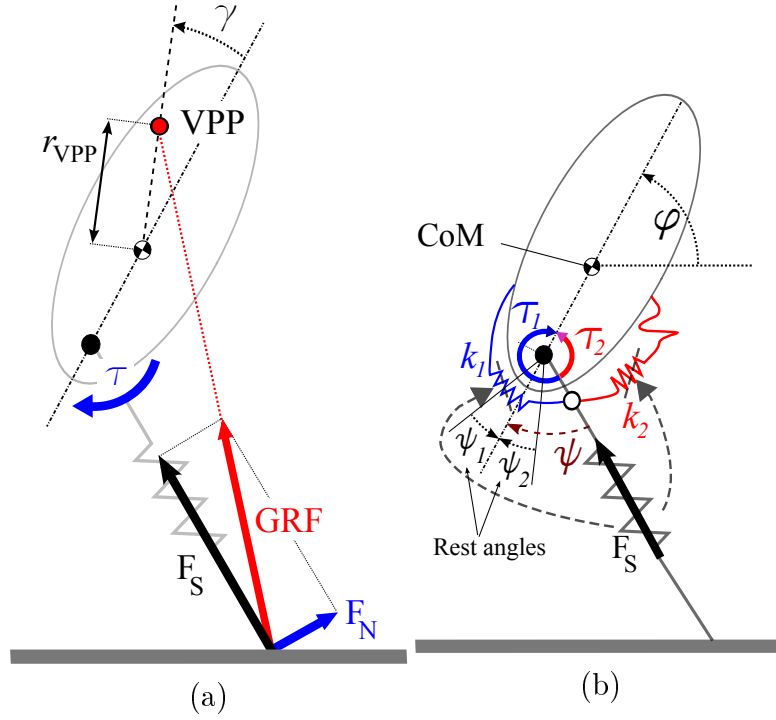 γ
VPP
r_VPP
τ
GRF
F_S
F_N
(a)
φ
CoM
τ_1
τ_2
k_1
k_2
ψ_1
ψ_2
ψ
Rest angles
F_S
(b)